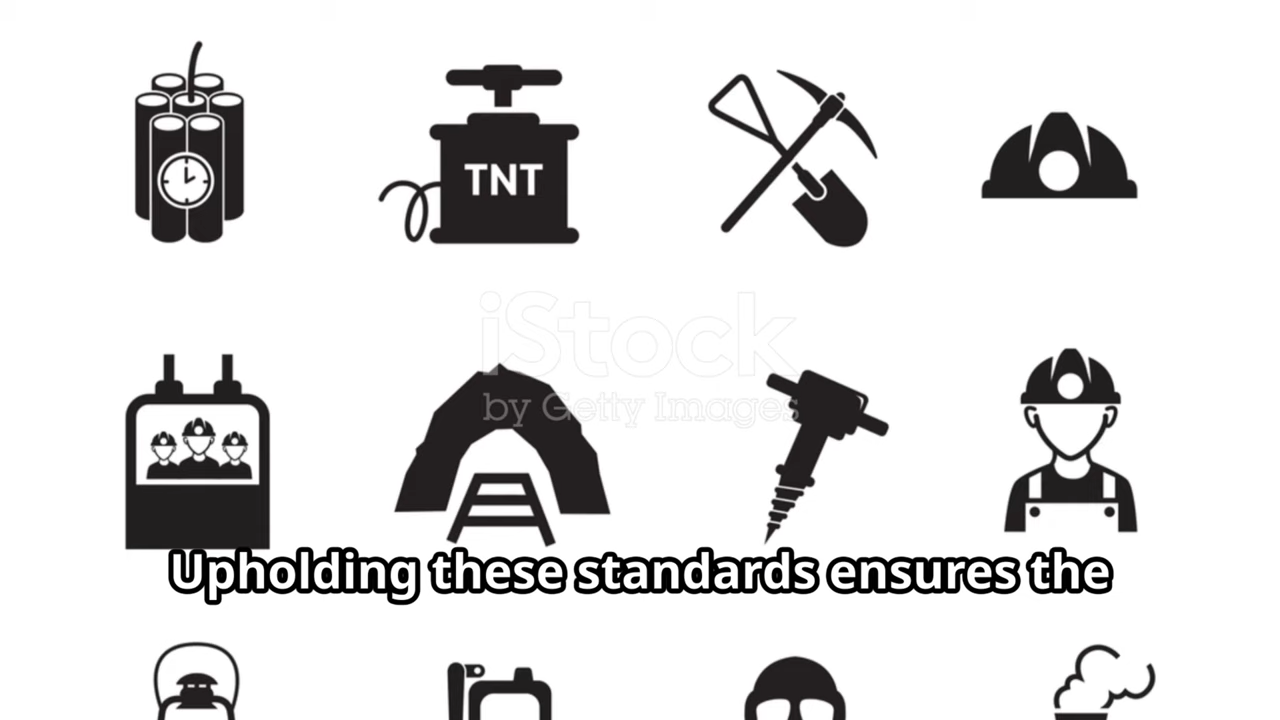 TNT
iStock
by Getty Images
Upholding these standards ensures the